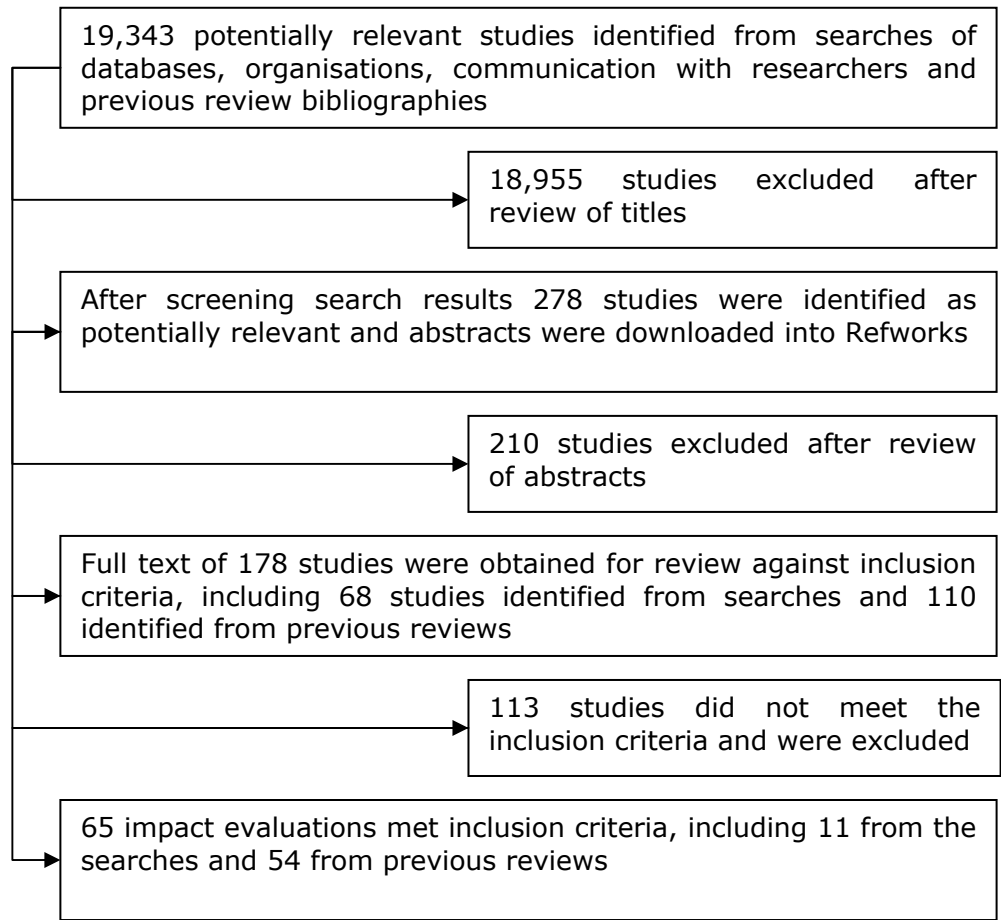 19,343 potentially relevant studies identified from searches of
databases, organisations, communication with researchers and
previous review bibliographies
18,955 studies excluded after
review of titles
After screening search results 278 studies were identified as
potentially relevant and abstracts were downloaded into Refworks
210 studies excluded after review
of abstracts
Full text of 178 studies were obtained for review against inclusion
criteria, including 68 studies identified from searches and 110
identified from previous reviews
113 studies did not meet the
inclusion criteria and were excluded
65 impact evaluations met inclusion criteria, including 11 from the
searches and 54 from previous reviews